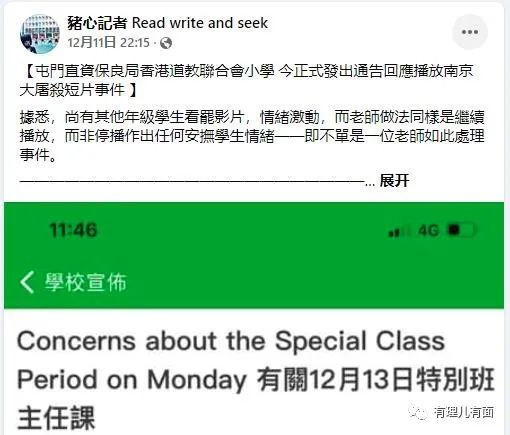 豬心記者 Read write and seek
12月11日 22:15 ·
【 屯門直資保良局香港道教聯合會小學 今正式發出通告回應播放南京
大屠殺短片事件 】
據悉，尚有其他年級學生看罷影片，情緒激動，而老師做法同樣是繼續
播放，而非停播作出任何安撫學生情緒——即不單是一位老師如此處理
事件。
——————————————————————————... 展开
11:46
4G
學校宣佈
Concerns about the Special Class
Period on Monday 有關12月13日特別班
主任課
有理儿有面